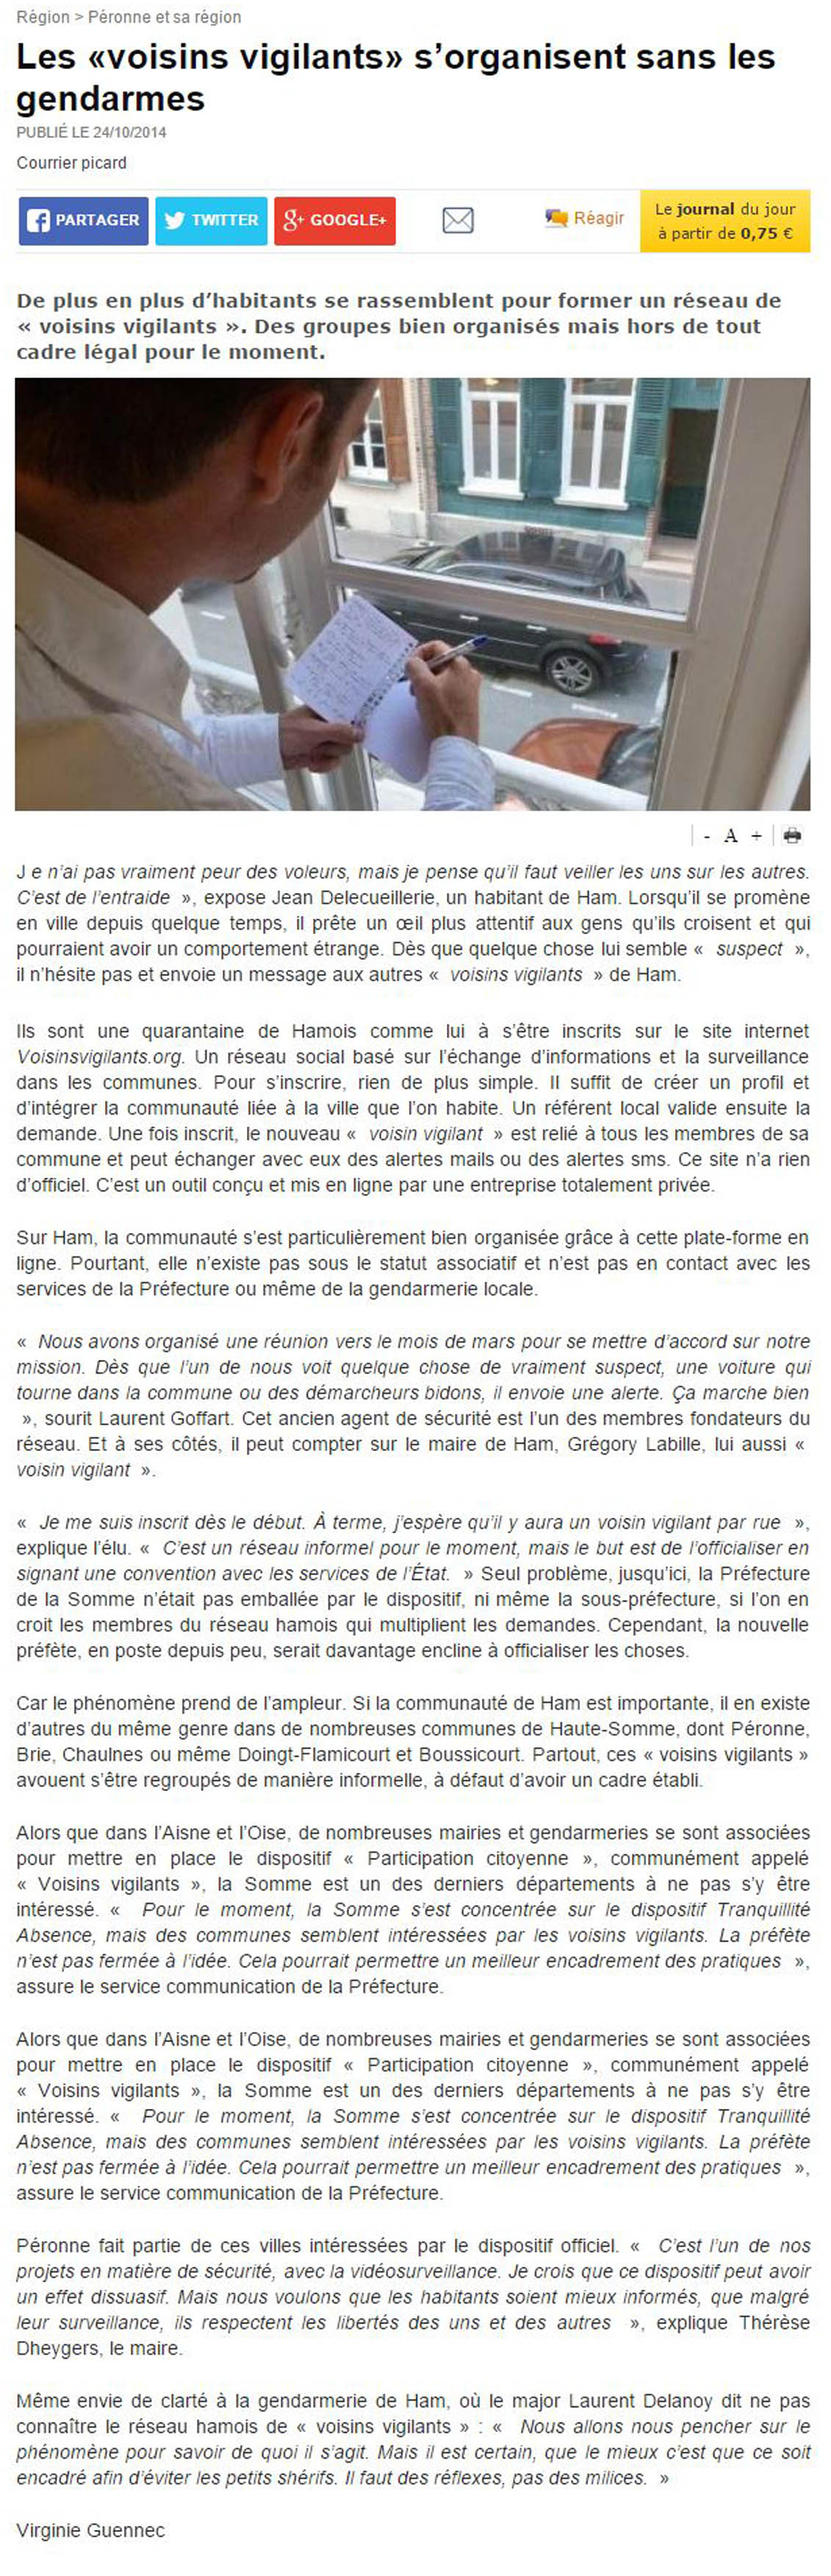 Région > Péronne et sa région
Les «voisins vigilants» s’organisent sans les
gendarmes
PUBLIÉ LE 24/10/2014
Courrier picard
PARTAGER TWITTER GOOGLE+ Réagir Le journal du jour
à partir de 0,75 €
De plus en plus d’habitants se rassemblent pour former un réseau de
« voisins vigilants ». Des groupes bien organisés mais hors de tout
cadre légal pour le moment.
- A +
J e n’ai pas vraiment peur des voleurs, mais je pense qu’il faut veiller les uns sur les autres.
C’est de l’entraide », expose Jean Delecueillerie, un habitant de Ham. Lorsqu’il se promène
en ville depuis quelque temps, il prête un œil plus attentif aux gens qu’ils croisent et qui
pourraient avoir un comportement étrange. Dès que quelque chose lui semble « suspect »,
il n’hésite pas et envoie un message aux autres « voisins vigilants » de Ham.
Ils sont une quarantaine de Hamois comme lui à s’être inscrits sur le site internet
Voisinsvigilants.org. Un réseau social basé sur l’échange d’informations et la surveillance
dans les communes. Pour s’inscrire, rien de plus simple. Il suffit de créer un profil et
d’intégrer la communauté liée à la ville que l’on habite. Un référent local valide ensuite la
demande. Une fois inscrit, le nouveau « voisin vigilant » est relié à tous les membres de sa
commune et peut échanger avec eux des alertes mails ou des alertes sms. Ce site n’a rien
d’officiel. C’est un outil conçu et mis en ligne par une entreprise totalement privée.
Sur Ham, la communauté s’est particulièrement bien organisée grâce à cette plate-forme en
ligne. Pourtant, elle n’existe pas sous le statut associatif et n’est pas en contact avec les
services de la Préfecture ou même de la gendarmerie locale.
« Nous avons organisé une réunion vers le mois de mars pour se mettre d’accord sur notre
mission. Dès que l’un de nous voit quelque chose de vraiment suspect, une voiture qui
tourne dans la commune ou des démarcheurs bidons, il envoie une alerte. Ça marche bien
», sourit Laurent Goffart. Cet ancien agent de sécurité est l’un des membres fondateurs du
réseau. Et à ses côtés, il peut compter sur le maire de Ham, Grégory Labille, lui aussi «
voisin vigilant ».
« Je me suis inscrit dès le début. À terme, j’espère qu’il y aura un voisin vigilant par rue »,
explique l’élu. « C’est un réseau informel pour le moment, mais le but est de l’officialiser en
signant une convention avec les services de l’État. » Seul problème, jusqu’ici, la Préfecture
de la Somme n’était pas emballée par le dispositif, ni même la sous-préfecture, si l’on en
croit les membres du réseau hamois qui multiplient les demandes. Cependant, la nouvelle
préfète, en poste depuis peu, serait davantage encline à officialiser les choses.
Car le phénomène prend de l’ampleur. Si la communauté de Ham est importante, il en existe
d’autres du même genre dans de nombreuses communes de Haute-Somme, dont Péronne,
Brie, Chaulnes ou même Doingt-Flamicourt et Boussicourt. Partout, ces « voisins vigilants »
avouent s’être regroupés de manière informelle, à défaut d’avoir un cadre établi.
Alors que dans l’Aisne et l’Oise, de nombreuses mairies et gendarmeries se sont associées
pour mettre en place le dispositif « Participation citoyenne », communément appelé
« Voisins vigilants », la Somme est un des derniers départements à ne pas s’y être
intéressé. « Pour le moment, la Somme s’est concentrée sur le dispositif Tranquillité
Absence, mais des communes semblent intéressées par les voisins vigilants. La préfète
n’est pas fermée à l’idée. Cela pourrait permettre un meilleur encadrement des pratiques »,
assure le service communication de la Préfecture.
Alors que dans l’Aisne et l’Oise, de nombreuses mairies et gendarmeries se sont associées
pour mettre en place le dispositif « Participation citoyenne », communément appelé
« Voisins vigilants », la Somme est un des derniers départements à ne pas s’y être
intéressé. « Pour le moment, la Somme s’est concentrée sur le dispositif Tranquillité
Absence, mais des communes semblent intéressées par les voisins vigilants. La préfète
n’est pas fermée à l’idée. Cela pourrait permettre un meilleur encadrement des pratiques »,
assure le service communication de la Préfecture.
Péronne fait partie de ces villes intéressées par le dispositif officiel. « C’est l’un de nos
projets en matière de sécurité, avec la vidéosurveillance. Je crois que ce dispositif peut avoir
un effet dissuasif. Mais nous voulons que les habitants soient mieux informés, que malgré
leur surveillance, ils respectent les libertés des uns et des autres », explique Thérèse
Dheygers, le maire.
Même envie de clarté à la gendarmerie de Ham, où le major Laurent Delanoy dit ne pas
connaître le réseau hamois de « voisins vigilants » : « Nous allons nous pencher sur le
phénomène pour savoir de quoi il s’agit. Mais il est certain, que le mieux c’est que ce soit
encadré afin d’éviter les petits shérifs. Il faut des réflexes, pas des milices. »
Virginie Guennec